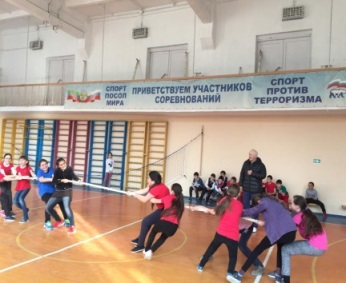 СПОРТ
ПОСОЛ
МИРА
ПРИВЕТСТВУЕМ УЧАСТНИКОВ
СОРЕВНОВАНИЙ
СПОРТ
ПРОТИВ
ТЕРРОРИЗМА